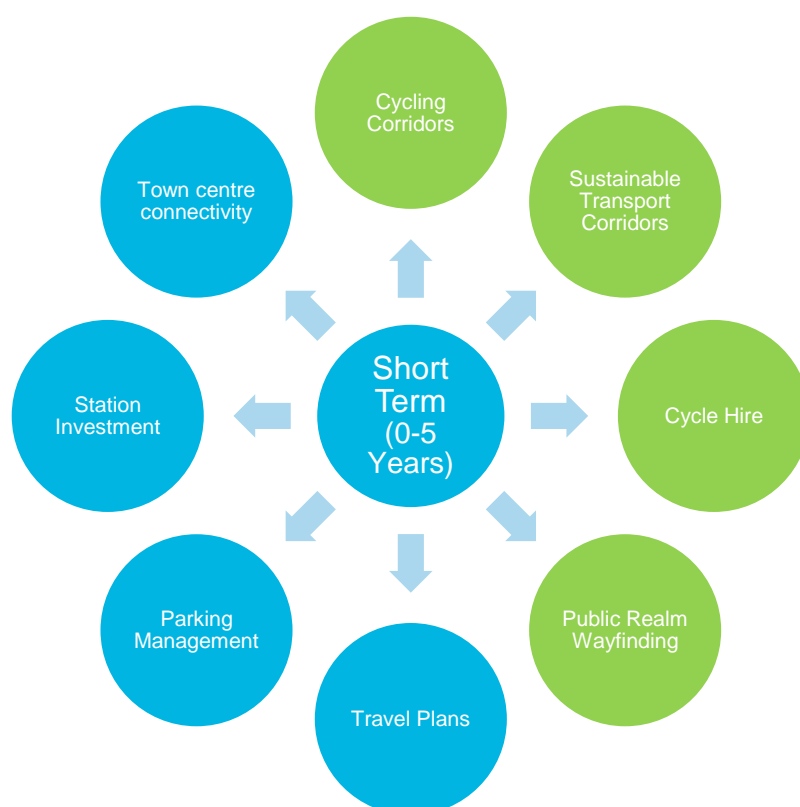 Cycling
Corridors
Sustainable
Transport
Corridors
Cycle Hire
Public Realm
Wayfinding
Travel Plans
Parking
Management
Station
Investment
Town centre
connectivity
Short
Term
(0-5
Years)